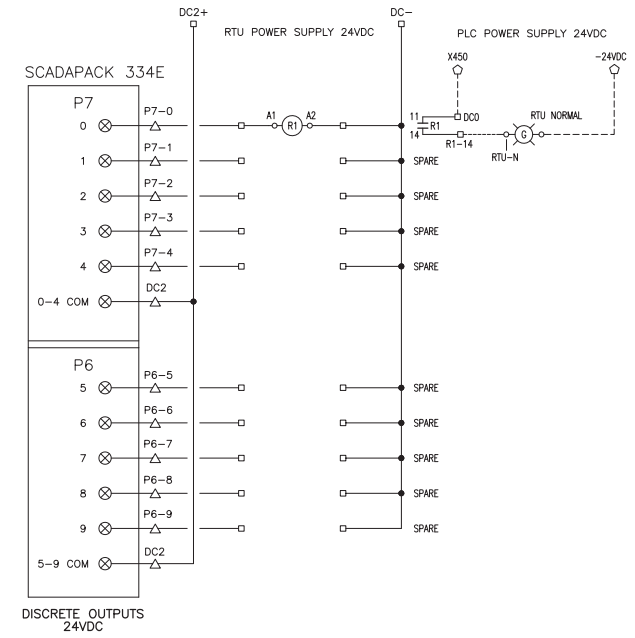 DC2+
DC-
RTU POWER SUPPLY 24VDC
PLC POWER SUPPLY 24VDC
X450
-24VDC
SCADAPACK 334E
P7
0
P7-0
A1
R1
A2
11
R1
14
DC0
R1-14
RTU NORMAL
G
RTU-N
1
P7-1
SPARE
2
P7-2
SPARE
3
P7-3
SPARE
4
P7-4
SPARE
0-4 COM
DC2
P6
5
P6-5
SPARE
6
P6-6
SPARE
7
P6-7
SPARE
8
P6-8
SPARE
9
P6-9
SPARE
5-9 COM
DC2
DISCRETE OUTPUTS
24VDC